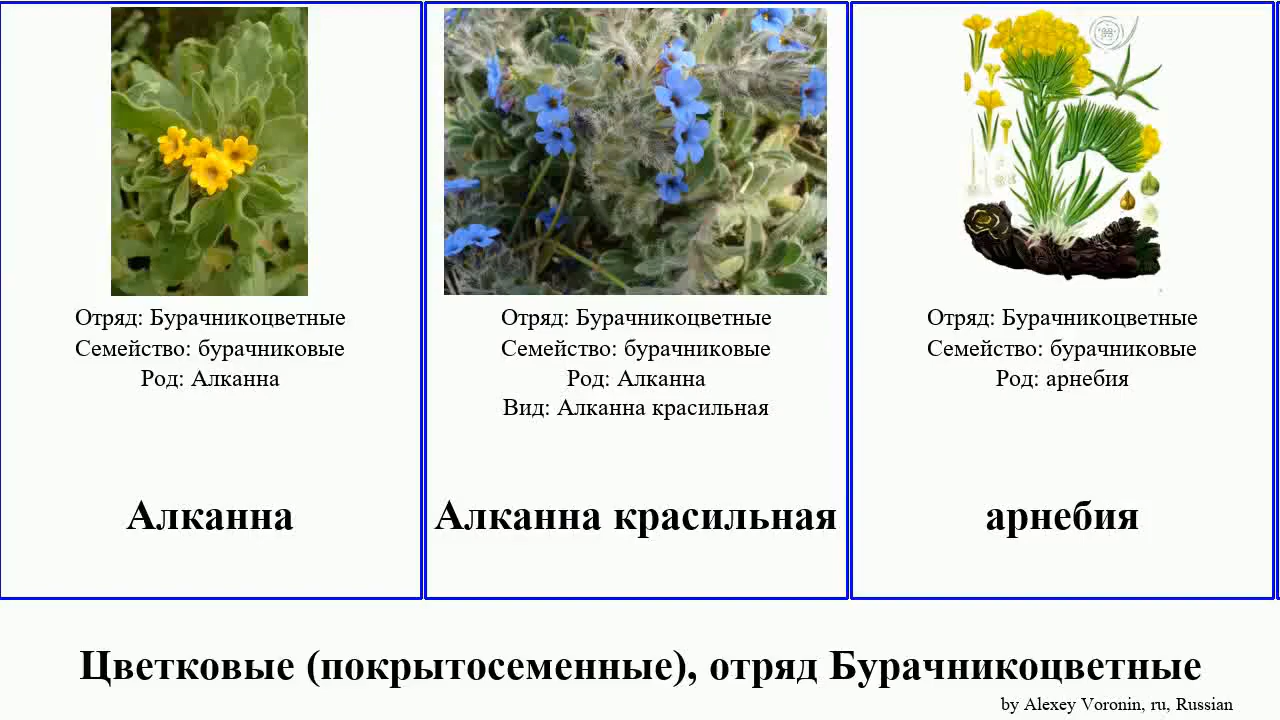 Отряд: Бурачникоцветные
Семейство: бурачниковые
Род: Алканна
Алканна
Отряд: Бурачникоцветные
Семейство: бурачниковые
Род: Алканна
Вид: Алканна красильная
Алканна красильная
Отряд: Бурачникоцветные
Семейство: бурачниковые
Род: арнебия
арнебия
Цветковые (покрытосеменные), отряд Бурачникоцветные
by Alexey Voronin, ru, Russian